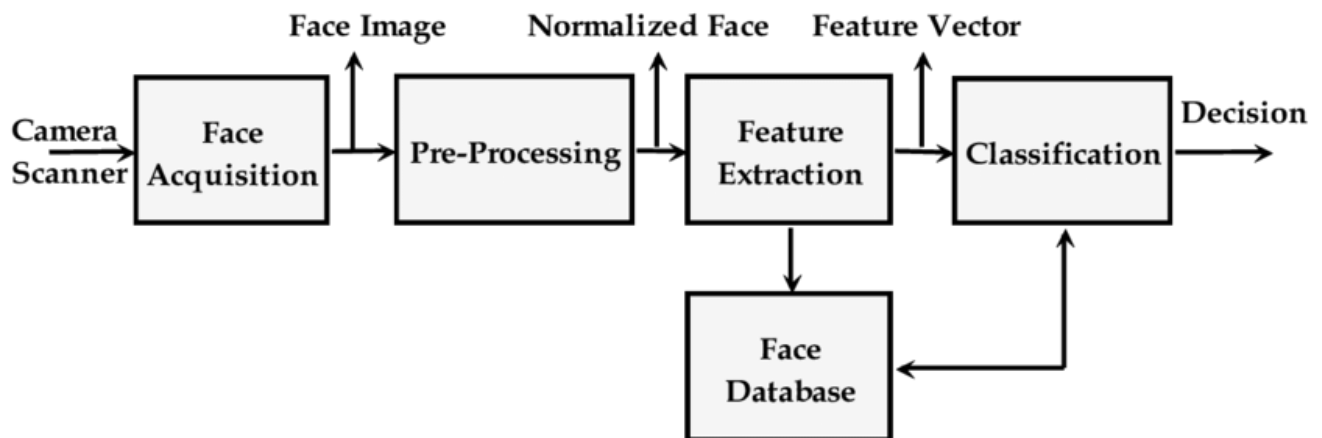 Face Image
Normalized Face
Feature Vector
Camera
Scanner
Face
Acquisition
Pre-Processing
Feature
Extraction
Classification
Decision
Face
Database